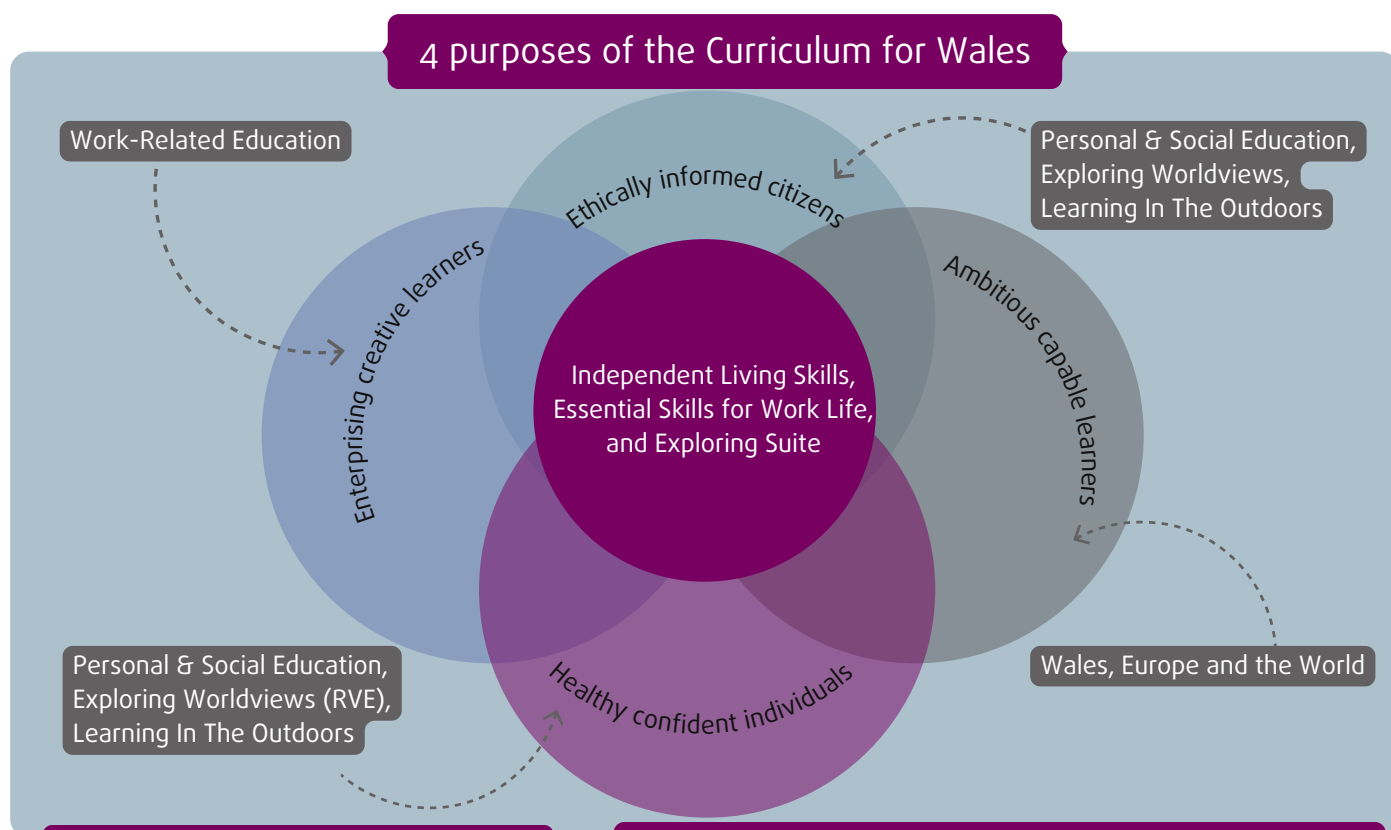 4 purposes of the Curriculum for Wales
Work-Related Education
Personal & Social Education,
Exploring Worldviews,
Learning In The Outdoors
Ethically informed citizens
Enterprising creative learners
Ambitious capable learners
Independent Living Skills,
Essential Skills for Work Life,
and Exploring Suite
Personal & Social Education,
Exploring Worldviews (RVE),
Learning In The Outdoors
Healthy confident individuals
Wales, Europe and the World